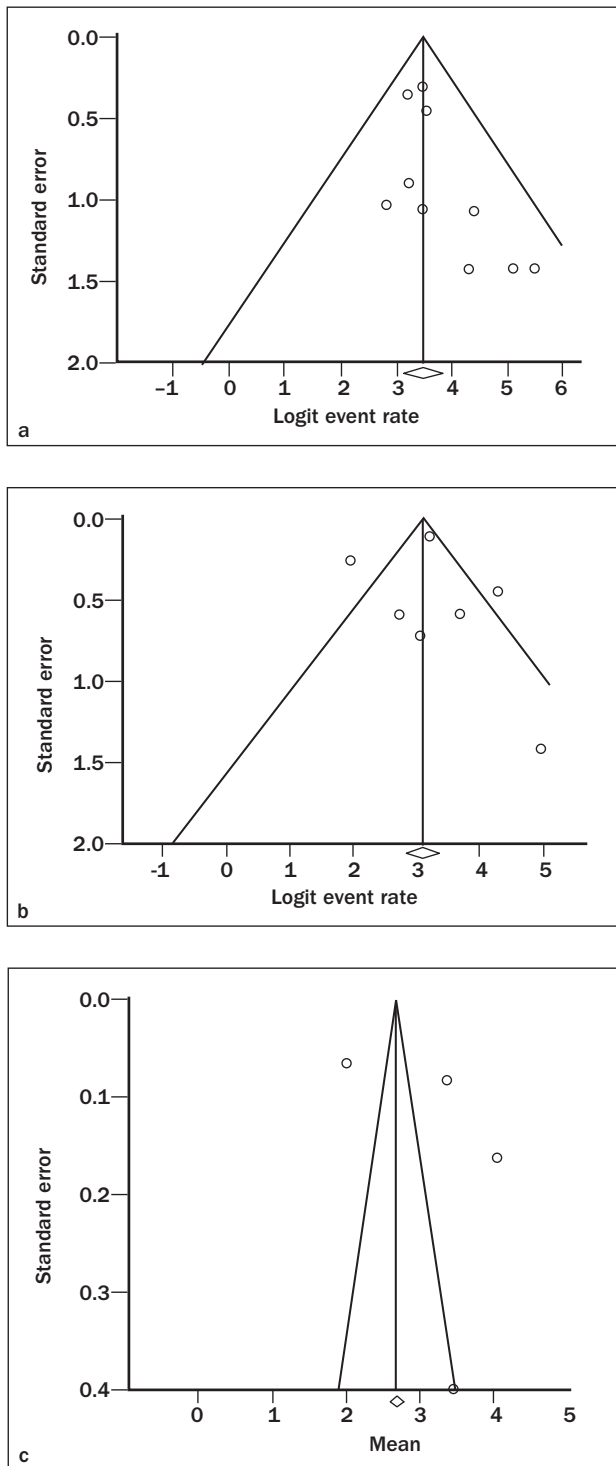 0.0
0.5
1.0
1.5
2.0
Standard error
–1 0 1 2 3 4 5 6
Logit event rate
a
0.0
0.5
1.0
1.5
2.0
Standard error
-1 0 1 2 3 4 5
Logit event rate
b
0.0
0.1
0.2
0.3
0.4
Standard error
0 1 2 3 4 5
Mean
c